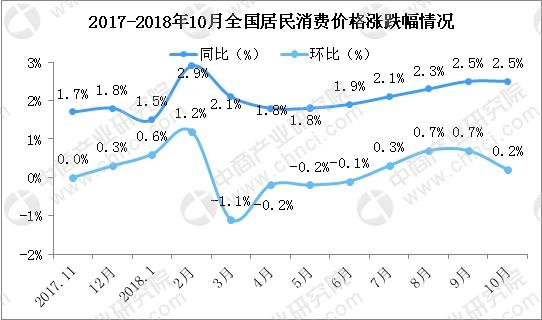 2017-2018年10月全国居民消费价格涨跌幅情况
同比（%） 环比（%）
3%
2%
1%
0%
-1%
-2%
1.7% 1.8% 1.5% 2.9% 2.1% 1.8% 1.8% 1.9% 2.1% 2.3% 2.5% 2.5%
0.0% 0.3% 0.6% 1.2% -1.1% -0.2% -0.2% -0.1% 0.3% 0.7% 0.7% 0.2%
2017.11 12月 2018.1 2月 3月 4月 5月 6月 7月 8月 9月 10月
中商产业研究院
www.chnci.com